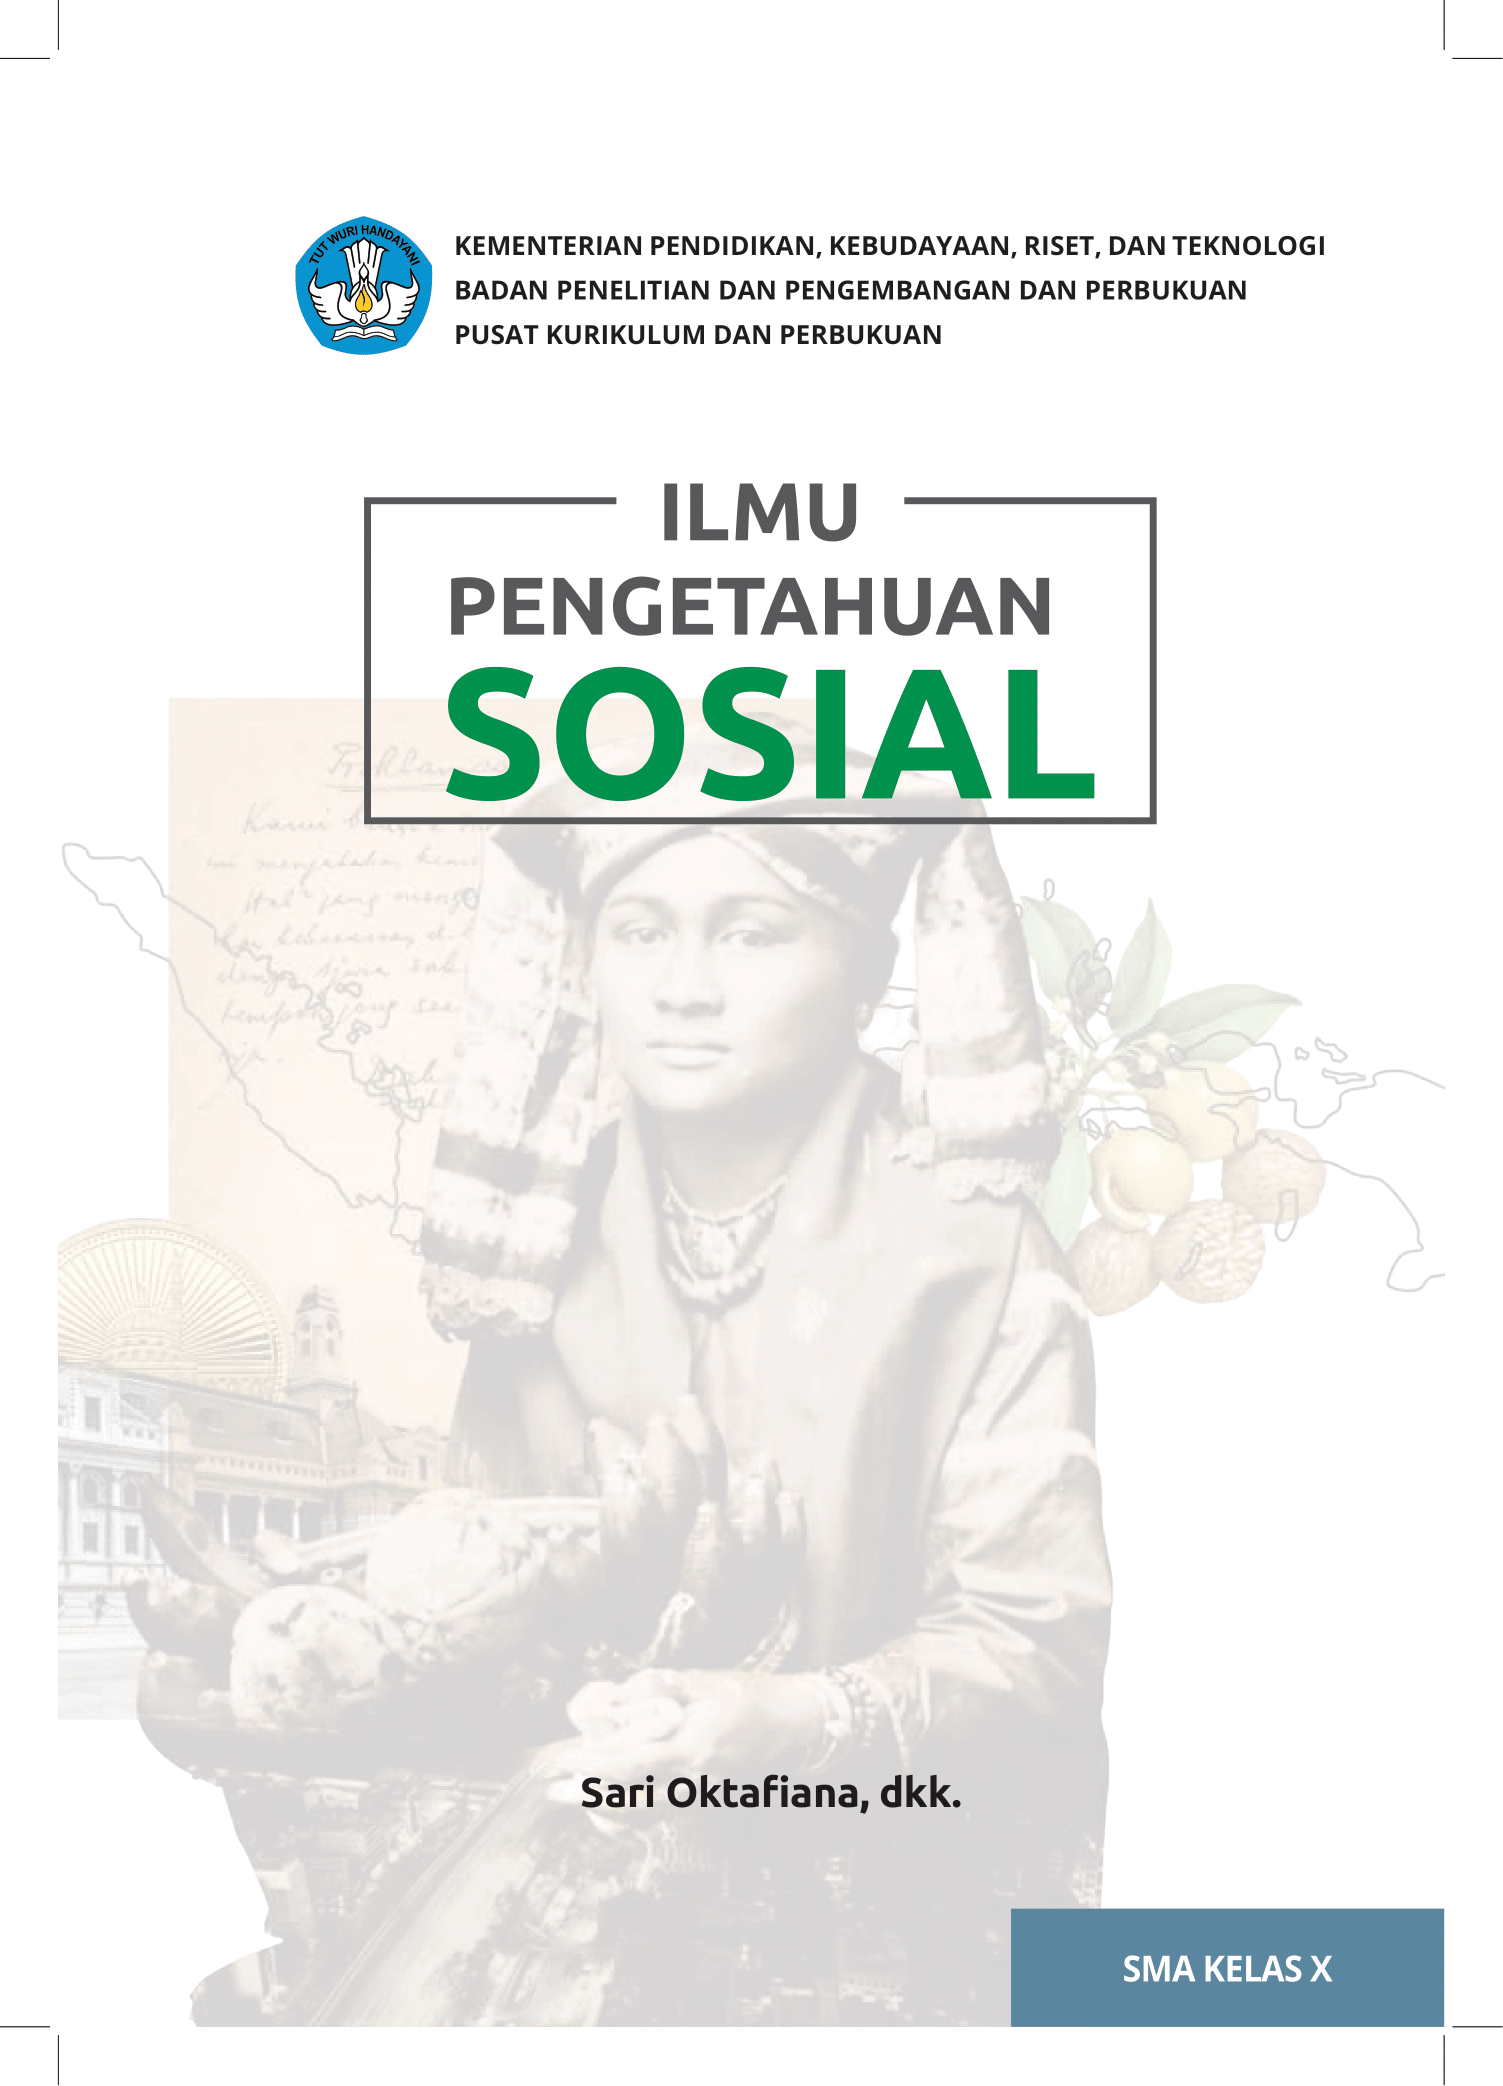 TUT WURI HANDAYANI
KEMENTERIAN PENDIDIKAN, KEBUDAYAAN, RISET, DAN TEKNOLOGI
BADAN PENELITIAN DAN PENGEMBANGAN DAN PERBUKUAN
PUSAT KURIKULUM DAN PERBUKUAN
ILMU
PENGETAHUAN
SOSIAL
Kami
Sari Oktafiana, dkk.
SMA KELAS X